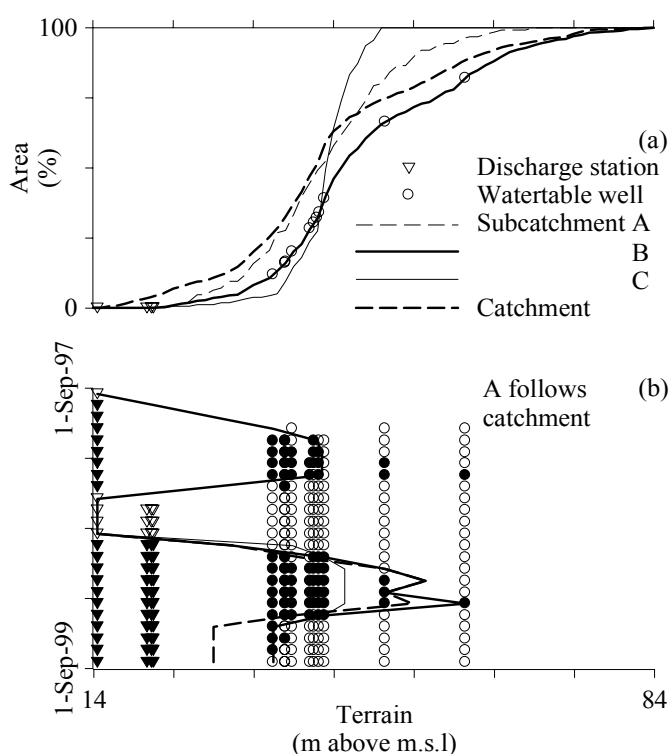 100
Area
(%)
0
(a)
Discharge station
Watertable well
Subcatchment A
B
C
Catchment
1-Sep-97
1-Sep-99
A follows
catchment
(b)
14
Terrain
84
(m above m.s.l)